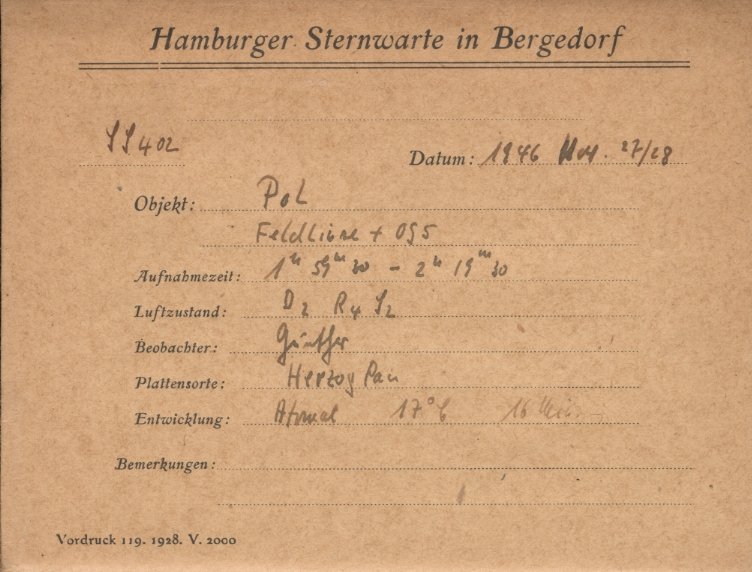 Hamburger Sternwarte in Bergedorf
SS402
Datum: 1946 Nov. 27/28
Objekt: Pol
Feldlinse + OG5
Aufnahmezeit: 1ʰ 59ᵐ 30 – 2ʰ 19ᵐ 30
Luftzustand: D2 R4 S2
Beobachter: Günther
Plattensorte: Herzog Pan
Entwicklung: Atomal 17°C 16 Min
Bemerkungen:
Vordruck 119. 1928. V. 2000